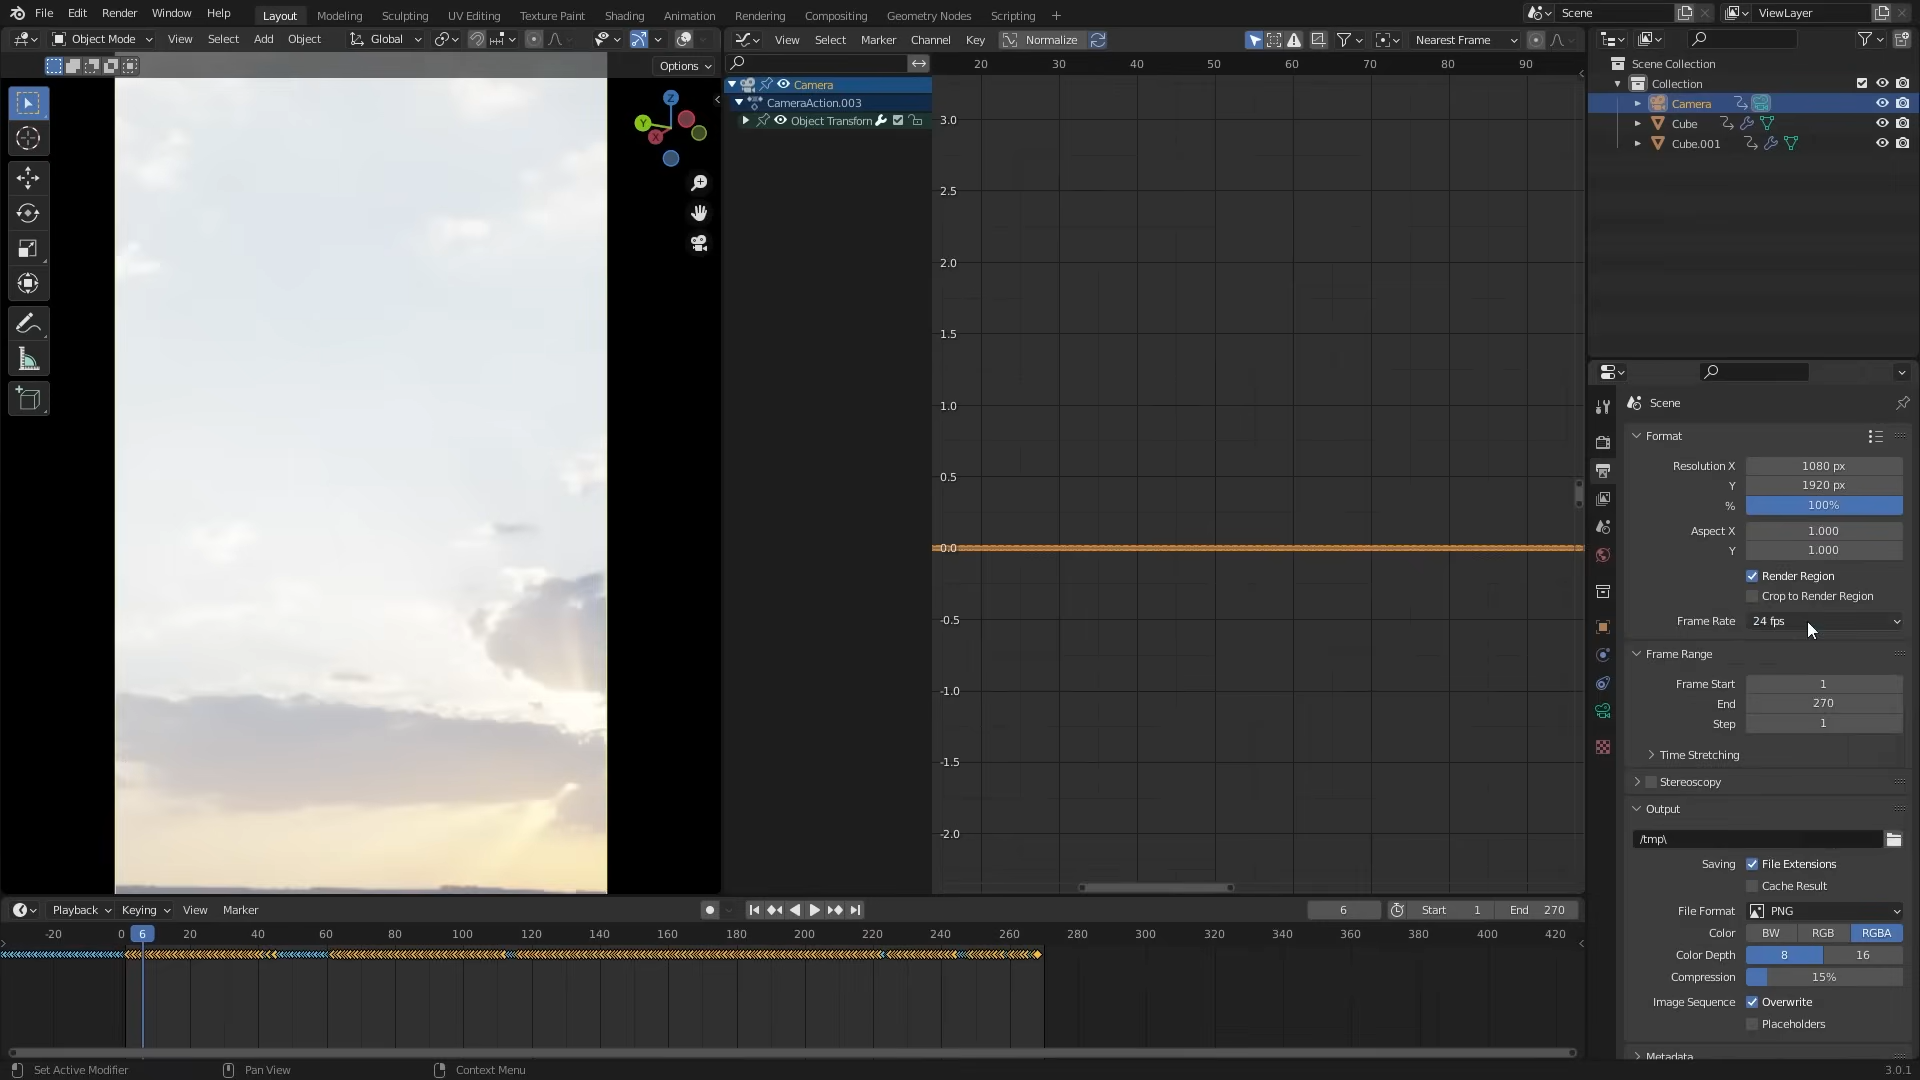 File Edit Render Window Help Layout Modeling Sculpting UV Editing Texture Paint Shading Animation Rendering Compositing Geometry Nodes Scripting + Scene ViewLayer
Object Mode View Select Add Object Global View Select Marker Channel Key Normalize Nearest Frame
Options
20 30 40 50 60 70 80 90
Scene Collection
Camera
Collection
CameraAction.003
Camera
Object Transforn
Cube
Cube.001
Z
Y
X
3.0
2.5
2.0
1.5
1.0
0.5
0.0
-0.5
-1.0
-1.5
-2.0
Scene
Format
Resolution X 1080 px
Y 1920 px
% 100%
Aspect X 1.000
Y 1.000
Render Region
Crop to Render Region
Frame Rate 24 fps
Frame Range
Frame Start 1
End 270
Step 1
Time Stretching
Stereoscopy
Output
/tmp\
Saving File Extensions
Cache Result
File Format PNG
Color BW RGB RGBA
Color Depth 8 16
Compression 15%
Image Sequence Overwrite
Placeholders
Metadata
Playback Keying View Marker 6 Start 1 End 270
-20 0 6 20 40 60 80 100 120 140 160 180 200 220 240 260 280 300 320 340 360 380 400 420
Set Active Modifier Pan View Context Menu 3.0.1